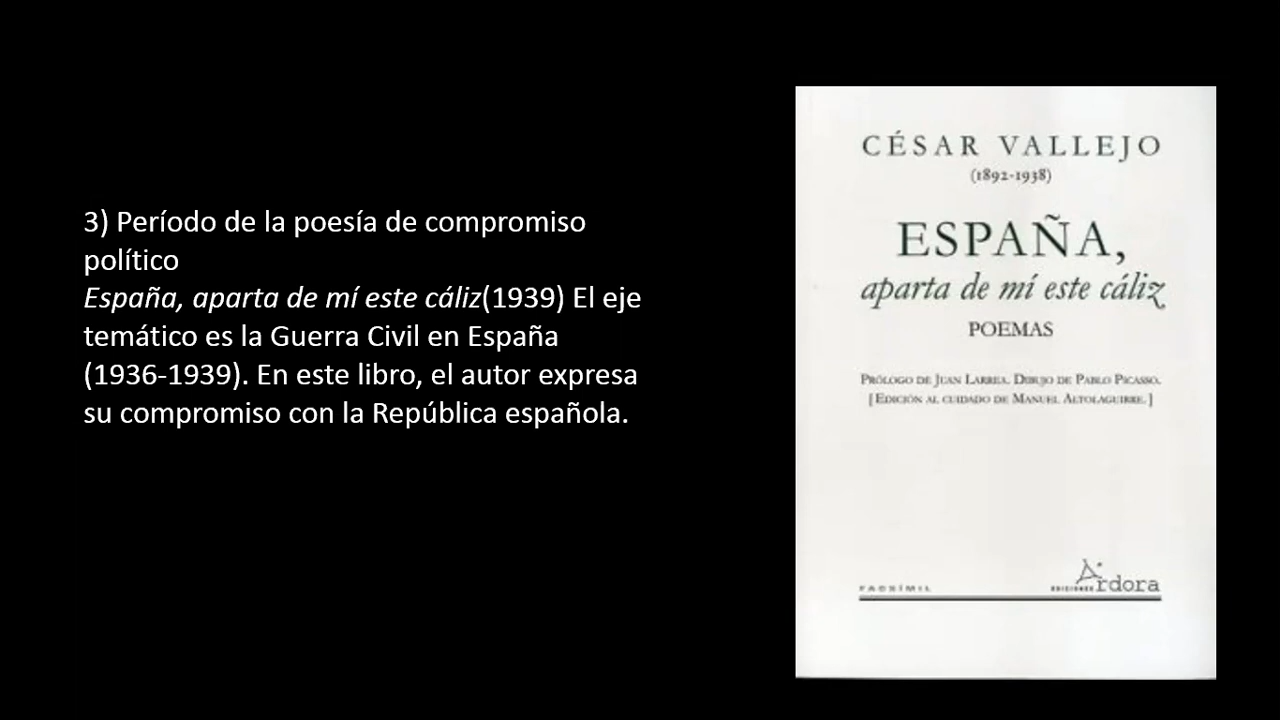 3) Período de la poesía de compromiso
político
España, aparta de mí este cáliz(1939) El eje
temático es la Guerra Civil en España
(1936-1939). En este libro, el autor expresa
su compromiso con la República española.
CÉSAR VALLEJO
(1892-1938)
ESPAÑA,
aparta de mí este cáliz
POEMAS
PRÓLOGO DE JUAN LARREA. DIBUJO DE PABLO PICASSO.
[EDICIÓN AL CUIDADO DE MANUEL ALTOLAGUIRRE.]
FACSÍMIL
EDICIONES Árdora